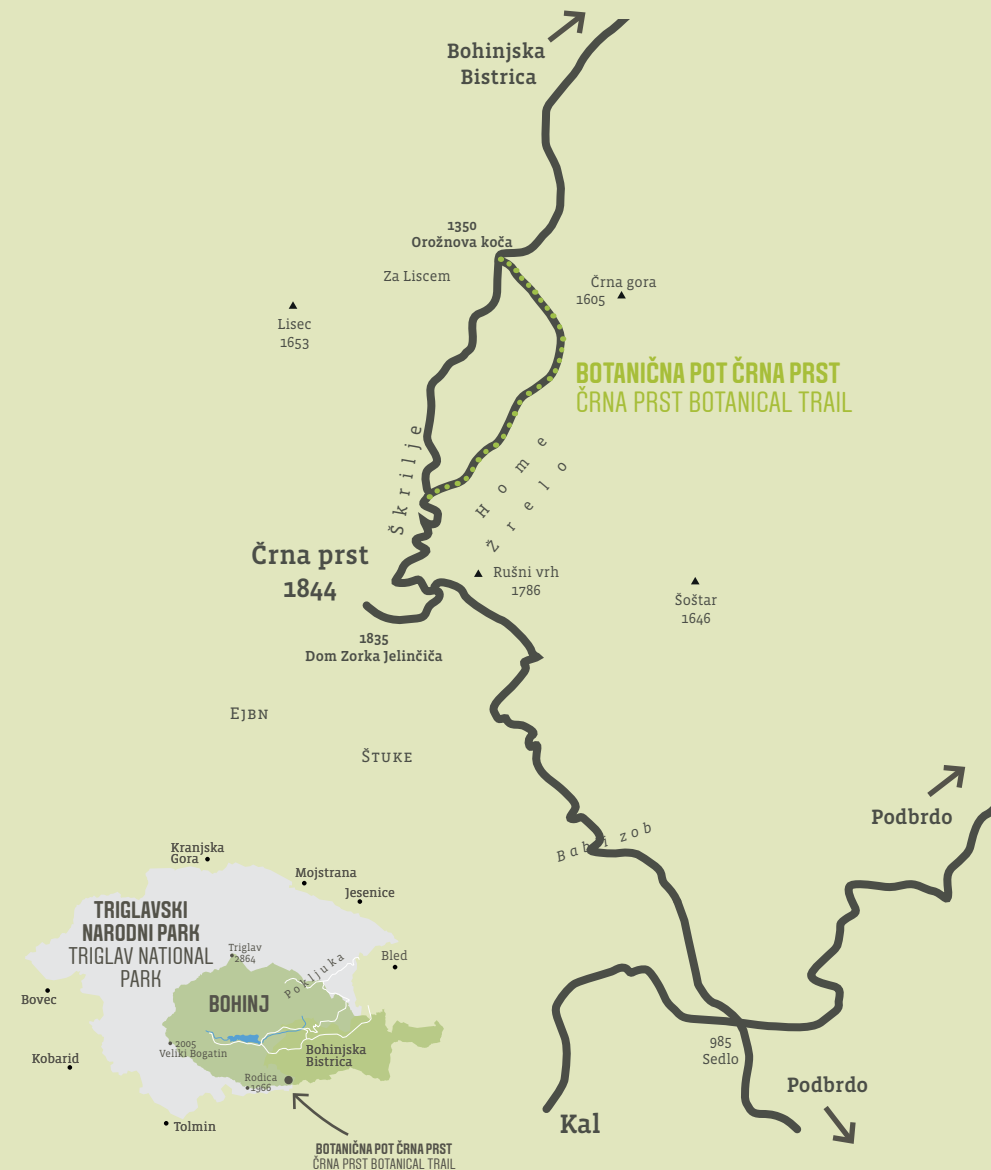 Bohinjska
Bistrica
1350
Orožnova koča
Za Liscem
Črna gora
1605
Lisec
1653
BOTANIČNA POT ČRNA PRST
ČRNA PRST BOTANICAL TRAIL
Škrilje
Home
Žrelo
Črna prst
1844
Rušni vrh
1786
Šoštar
1646
1835
Dom Zorka Jelinčiča
Ejbn
Štuke
Podbrdo
Babji zob
Kranjska
Gora
Mojstrana
Jesenice
TRIGLAVSKI
NARODNI PARK
TRIGLAV NATIONAL
PARK
Triglav
2864
Pokljuka
Bled
Bovec
BOHINJ
2005
Veliki Bogatin
Bohinjska
Bistrica
Kobarid
Rodica
1966
Tolmin
985
Sedlo
Podbrdo
Kal
BOTANIČNA POT ČRNA PRST
ČRNA PRST BOTANICAL TRAIL